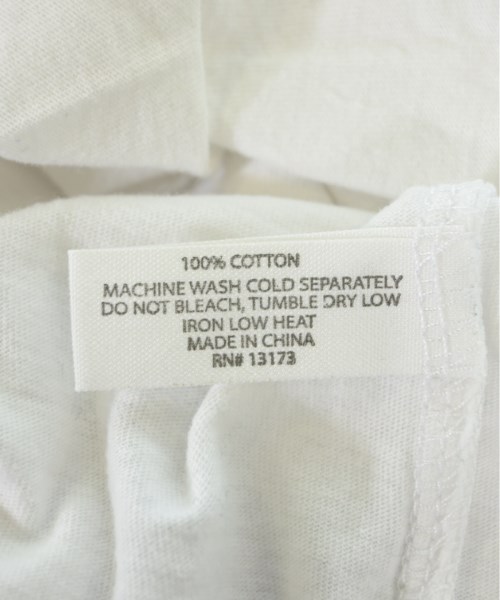 100% COTTON
MACHINE WASH COLD SEPARATELY
DO NOT BLEACH, TUMBLE DRY LOW
IRON LOW HEAT
MADE IN CHINA
RN# 13173